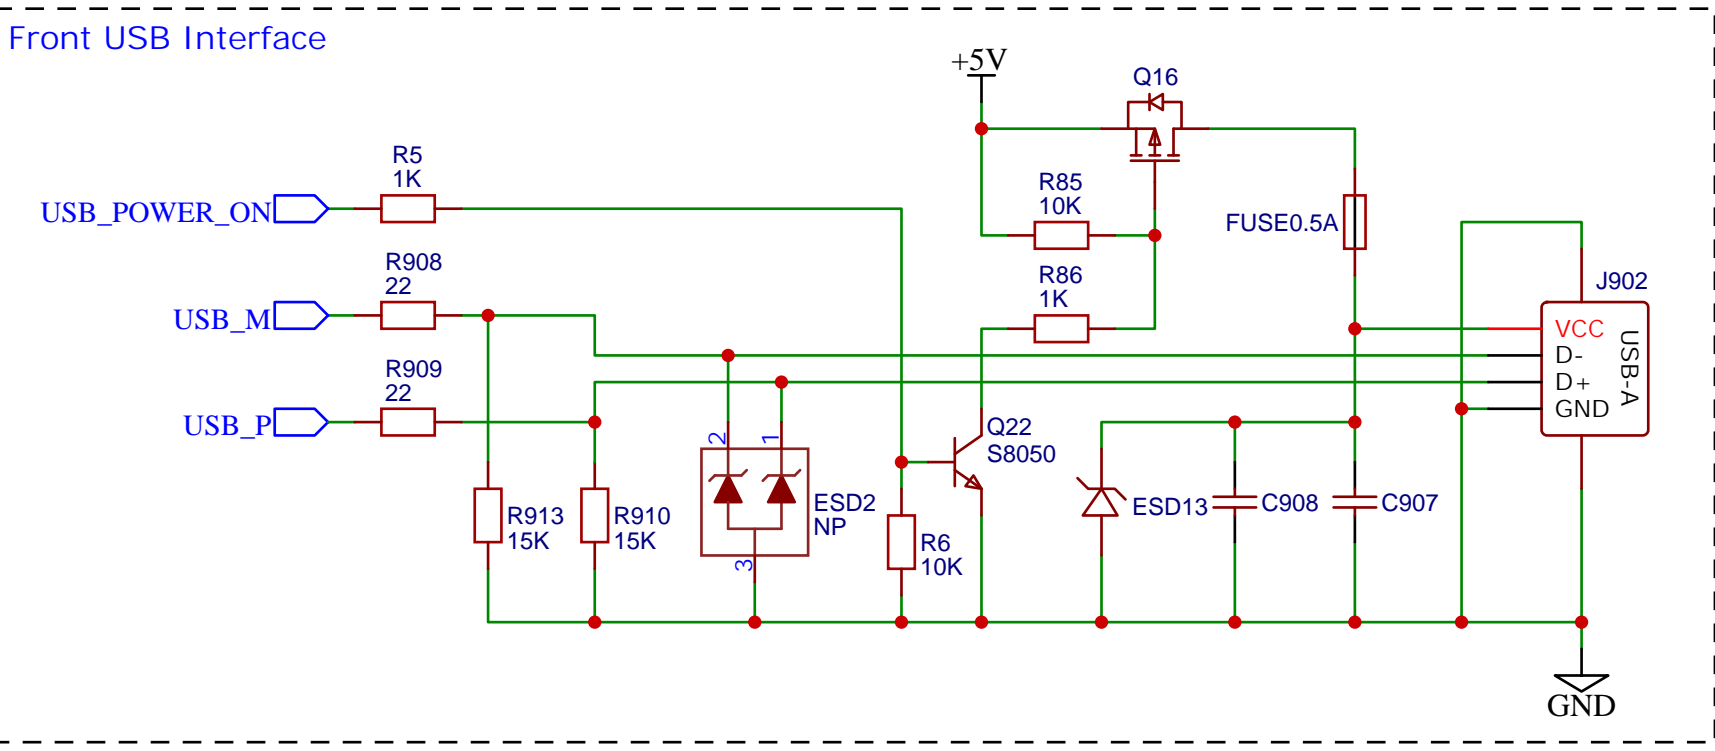 Front USB Interface
+5V
Q16
R5
1K
USB_POWER_ON
R85
10K
FUSE0.5A
R908
22
USB_M
R86
1K
J902
VCC
D-
D+
GND
USB-A
R909
22
USB_P
2
1
Q22
S8050
R913
15K
R910
15K
ESD2
NP
3
R6
10K
ESD13
C908
C907
GND